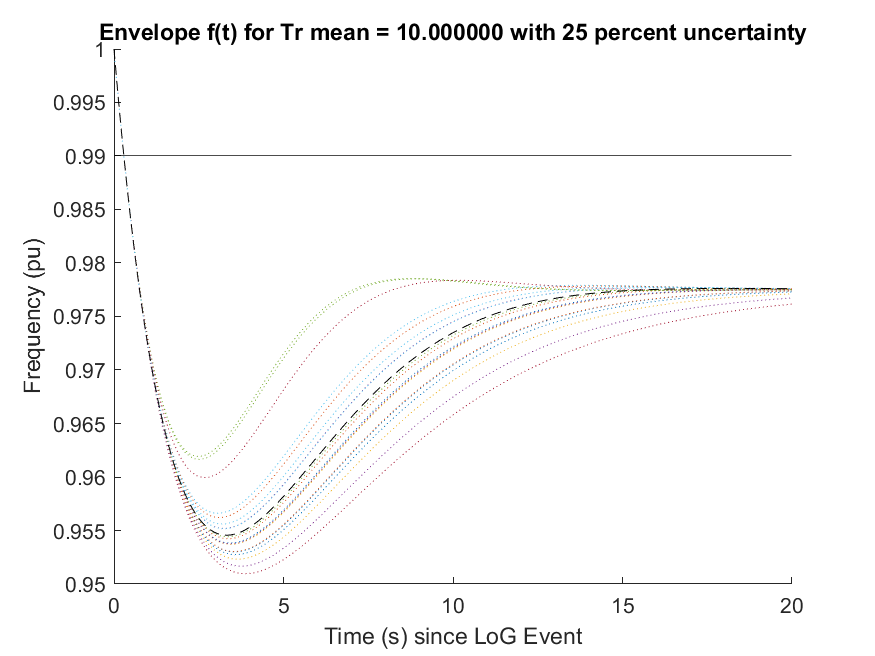 Envelope f(t) for Tr mean = 10.000000 with 25 percent uncertainty
1
0.995
0.99
0.985
0.98
0.975
0.97
0.965
0.96
0.955
0.95
Frequency (pu)
0 5 10 15 20
Time (s) since LoG Event